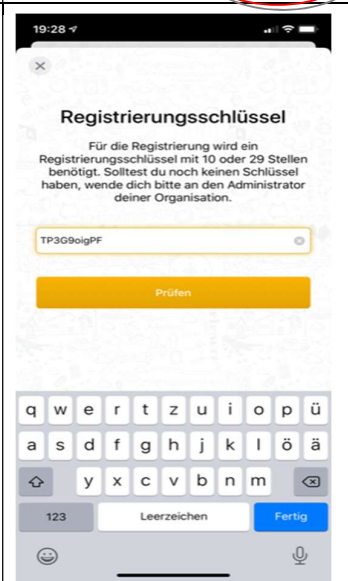 19:28
Registrierungsschlüssel
Für die Registrierung wird ein
Registrierungsschlüssel mit 10 oder 29 Stellen
benötigt. Solltest du noch keinen Schlüssel
haben, wende dich bitte an den Administrator
deiner Organisation.
TP3G9oigPF
Prüfen
q w e r t z u i o p ü
a s d f g h j k l ö ä
y x c v b n m
123 Leerzeichen Fertig